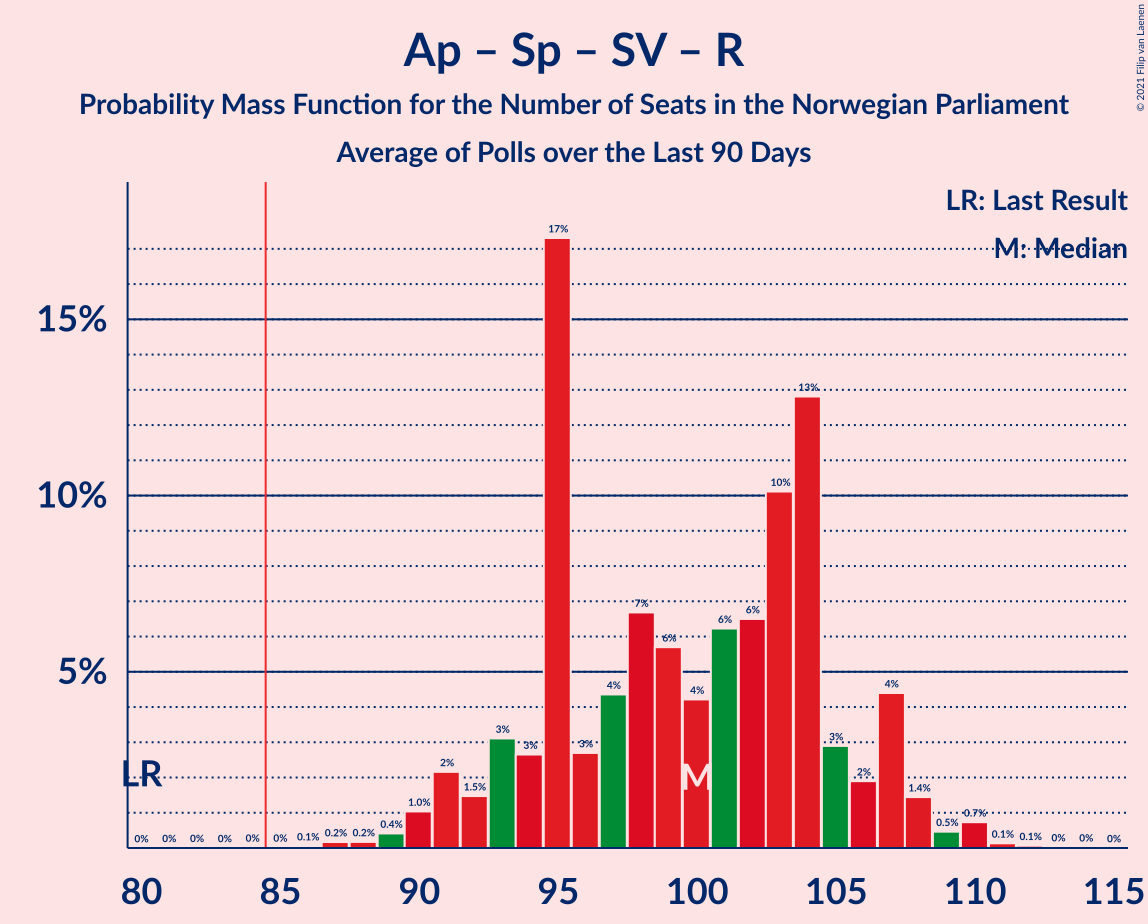 Ap – Sp – SV – R
Probability Mass Function for the Number of Seats in the Norwegian Parliament
Average of Polls over the Last 90 Days
© 2021 Filip van Laenen
LR: Last Result
M: Median
15%
10%
5%
LR
M
0% 0% 0% 0% 0% 0% 0.1% 0.2% 0.2% 0.4% 1.0% 2% 1.5% 3% 3% 17% 3% 4% 7% 6% 4% 6% 6% 10% 13% 3% 2% 4% 1.4% 0.5% 0.7% 0.1% 0.1% 0% 0% 0%
80 85 90 95 100 105 110 115